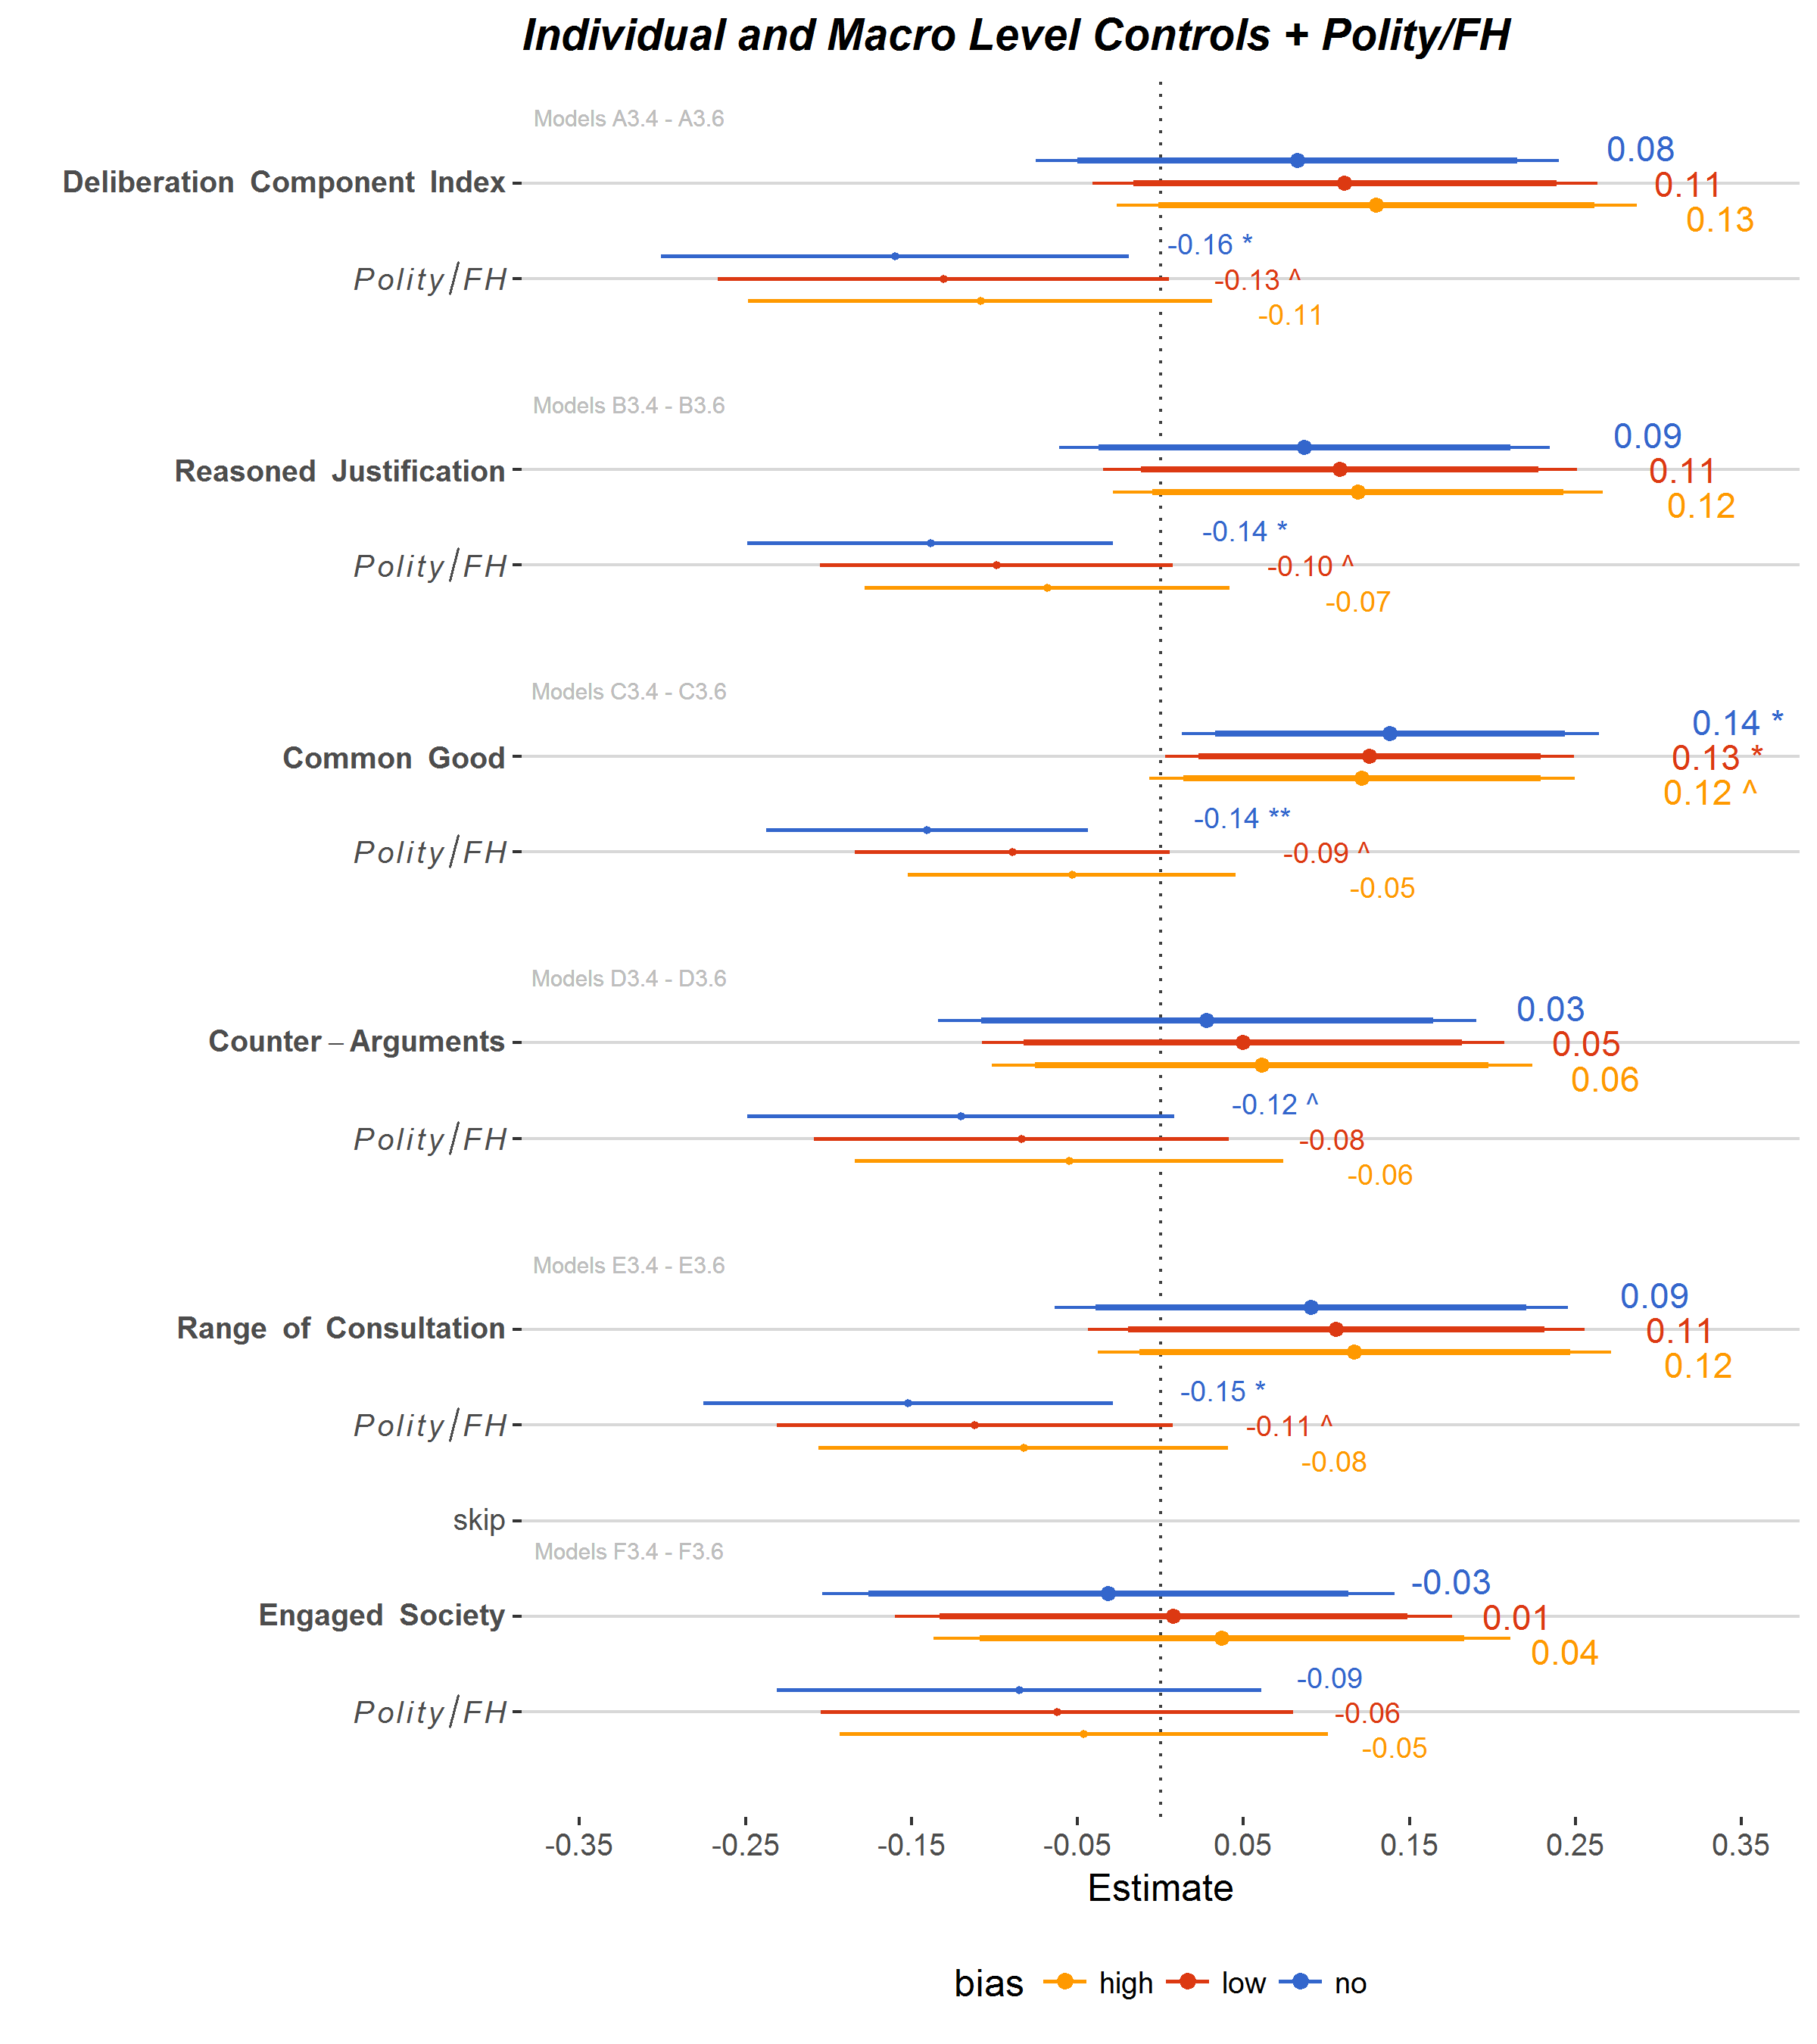 Individual and Macro Level Controls + Polity/FH
Models A3.4 - A3.6
0.08
Deliberation Component Index
0.11
0.13
-0.16 *
Polity/FH
-0.13 ^
-0.11
Models B3.4 - B3.6
0.09
Reasoned Justification
0.11
0.12
-0.14 *
Polity/FH
-0.10 ^
-0.07
Models C3.4 - C3.6
0.14 *
Common Good
0.13 *
0.12 ^
-0.14 **
Polity/FH
-0.09 ^
-0.05
Models D3.4 - D3.6
0.03
Counter–Arguments
0.05
0.06
-0.12 ^
Polity/FH
-0.08
-0.06
Models E3.4 - E3.6
0.09
Range of Consultation
0.11
0.12
-0.15 *
Polity/FH
-0.11 ^
-0.08
skip
Models F3.4 - F3.6
-0.03
Engaged Society
0.01
0.04
-0.09
Polity/FH
-0.06
-0.05
-0.35 -0.25 -0.15 -0.05 0.05 0.15 0.25 0.35
Estimate
bias high low no